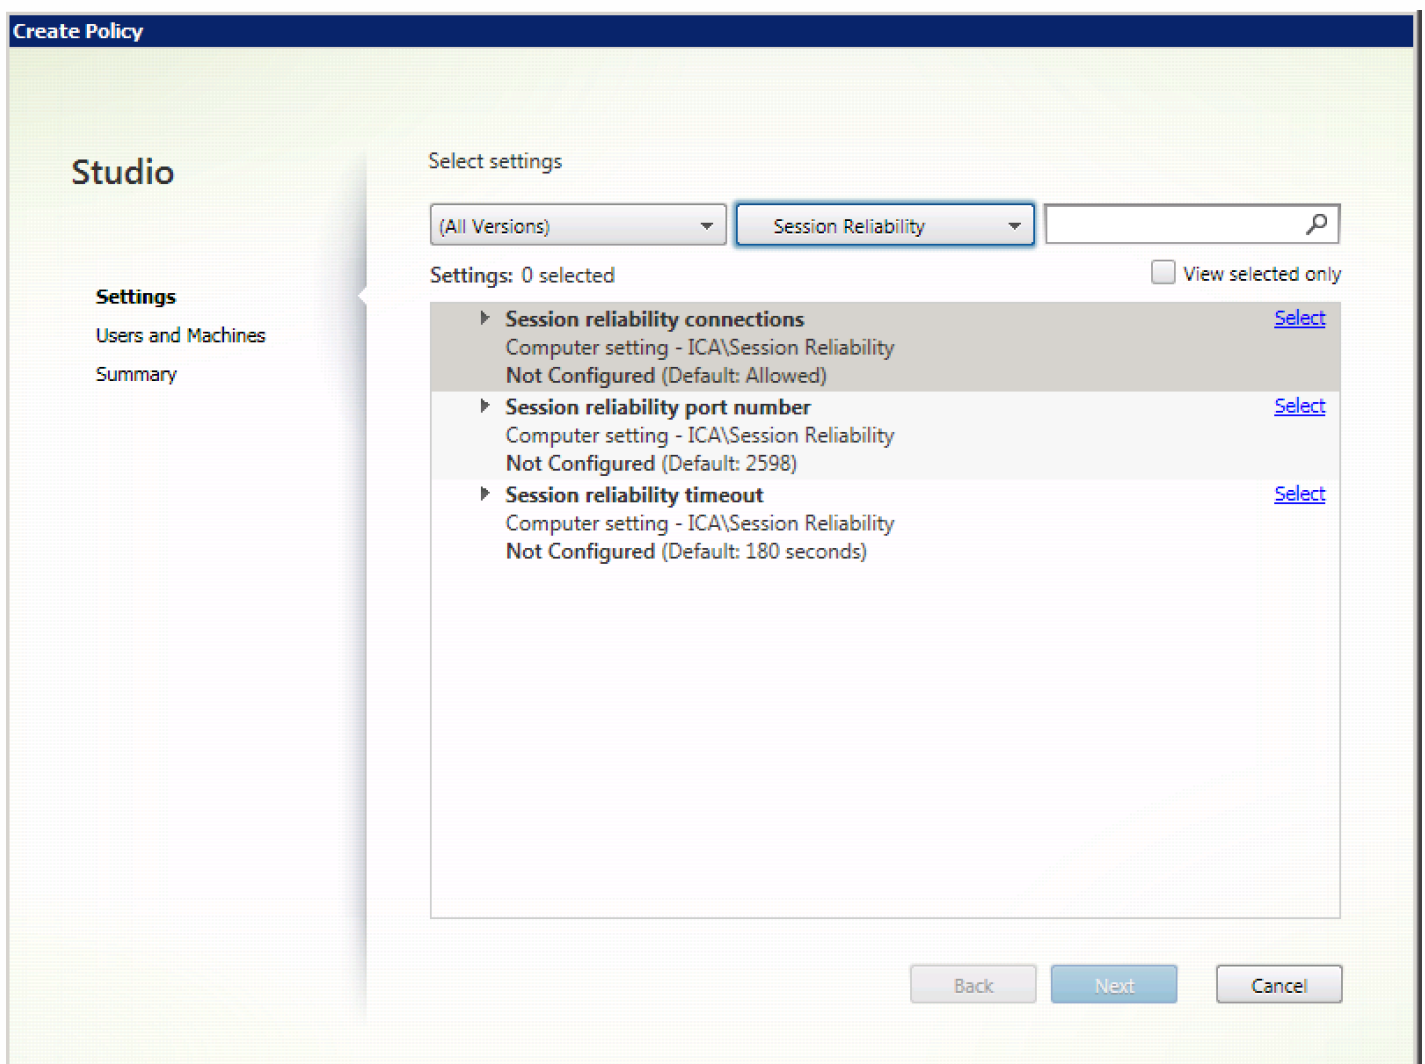 Create Policy
Studio
Settings
Users and Machines
Summary
Select settings
(All Versions)
Session Reliability
Settings: 0 selected
View selected only
Session reliability connections
Select
Computer setting - ICA\Session Reliability
Not Configured (Default: Allowed)
Session reliability port number
Select
Computer setting - ICA\Session Reliability
Not Configured (Default: 2598)
Session reliability timeout
Select
Computer setting - ICA\Session Reliability
Not Configured (Default: 180 seconds)
Back
Next
Cancel